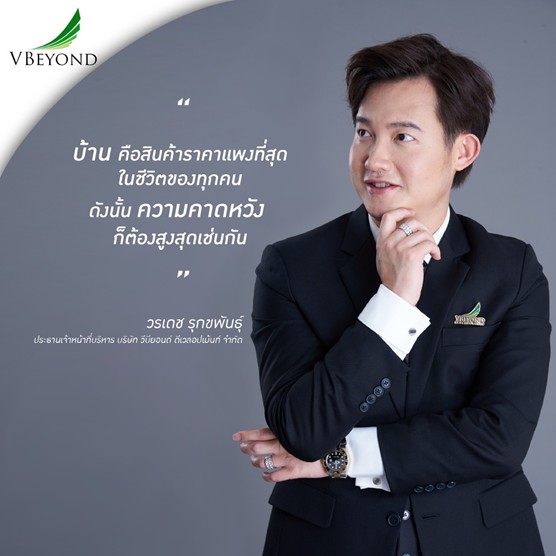 VBEYOND
“
บ้าน คือสินค้าราคาแพงที่สุด
ในชีวิตของทุกคน
ดังนั้น ความคาดหวัง
ก็ต้องสูงสุดเช่นกัน
”
วรเดช รุกขพันธุ์
ประธานเจ้าหน้าที่บริหาร บริษัท วีบียอนด์ ดีเวลอปเม้นท์ จำกัด
VBEYOND